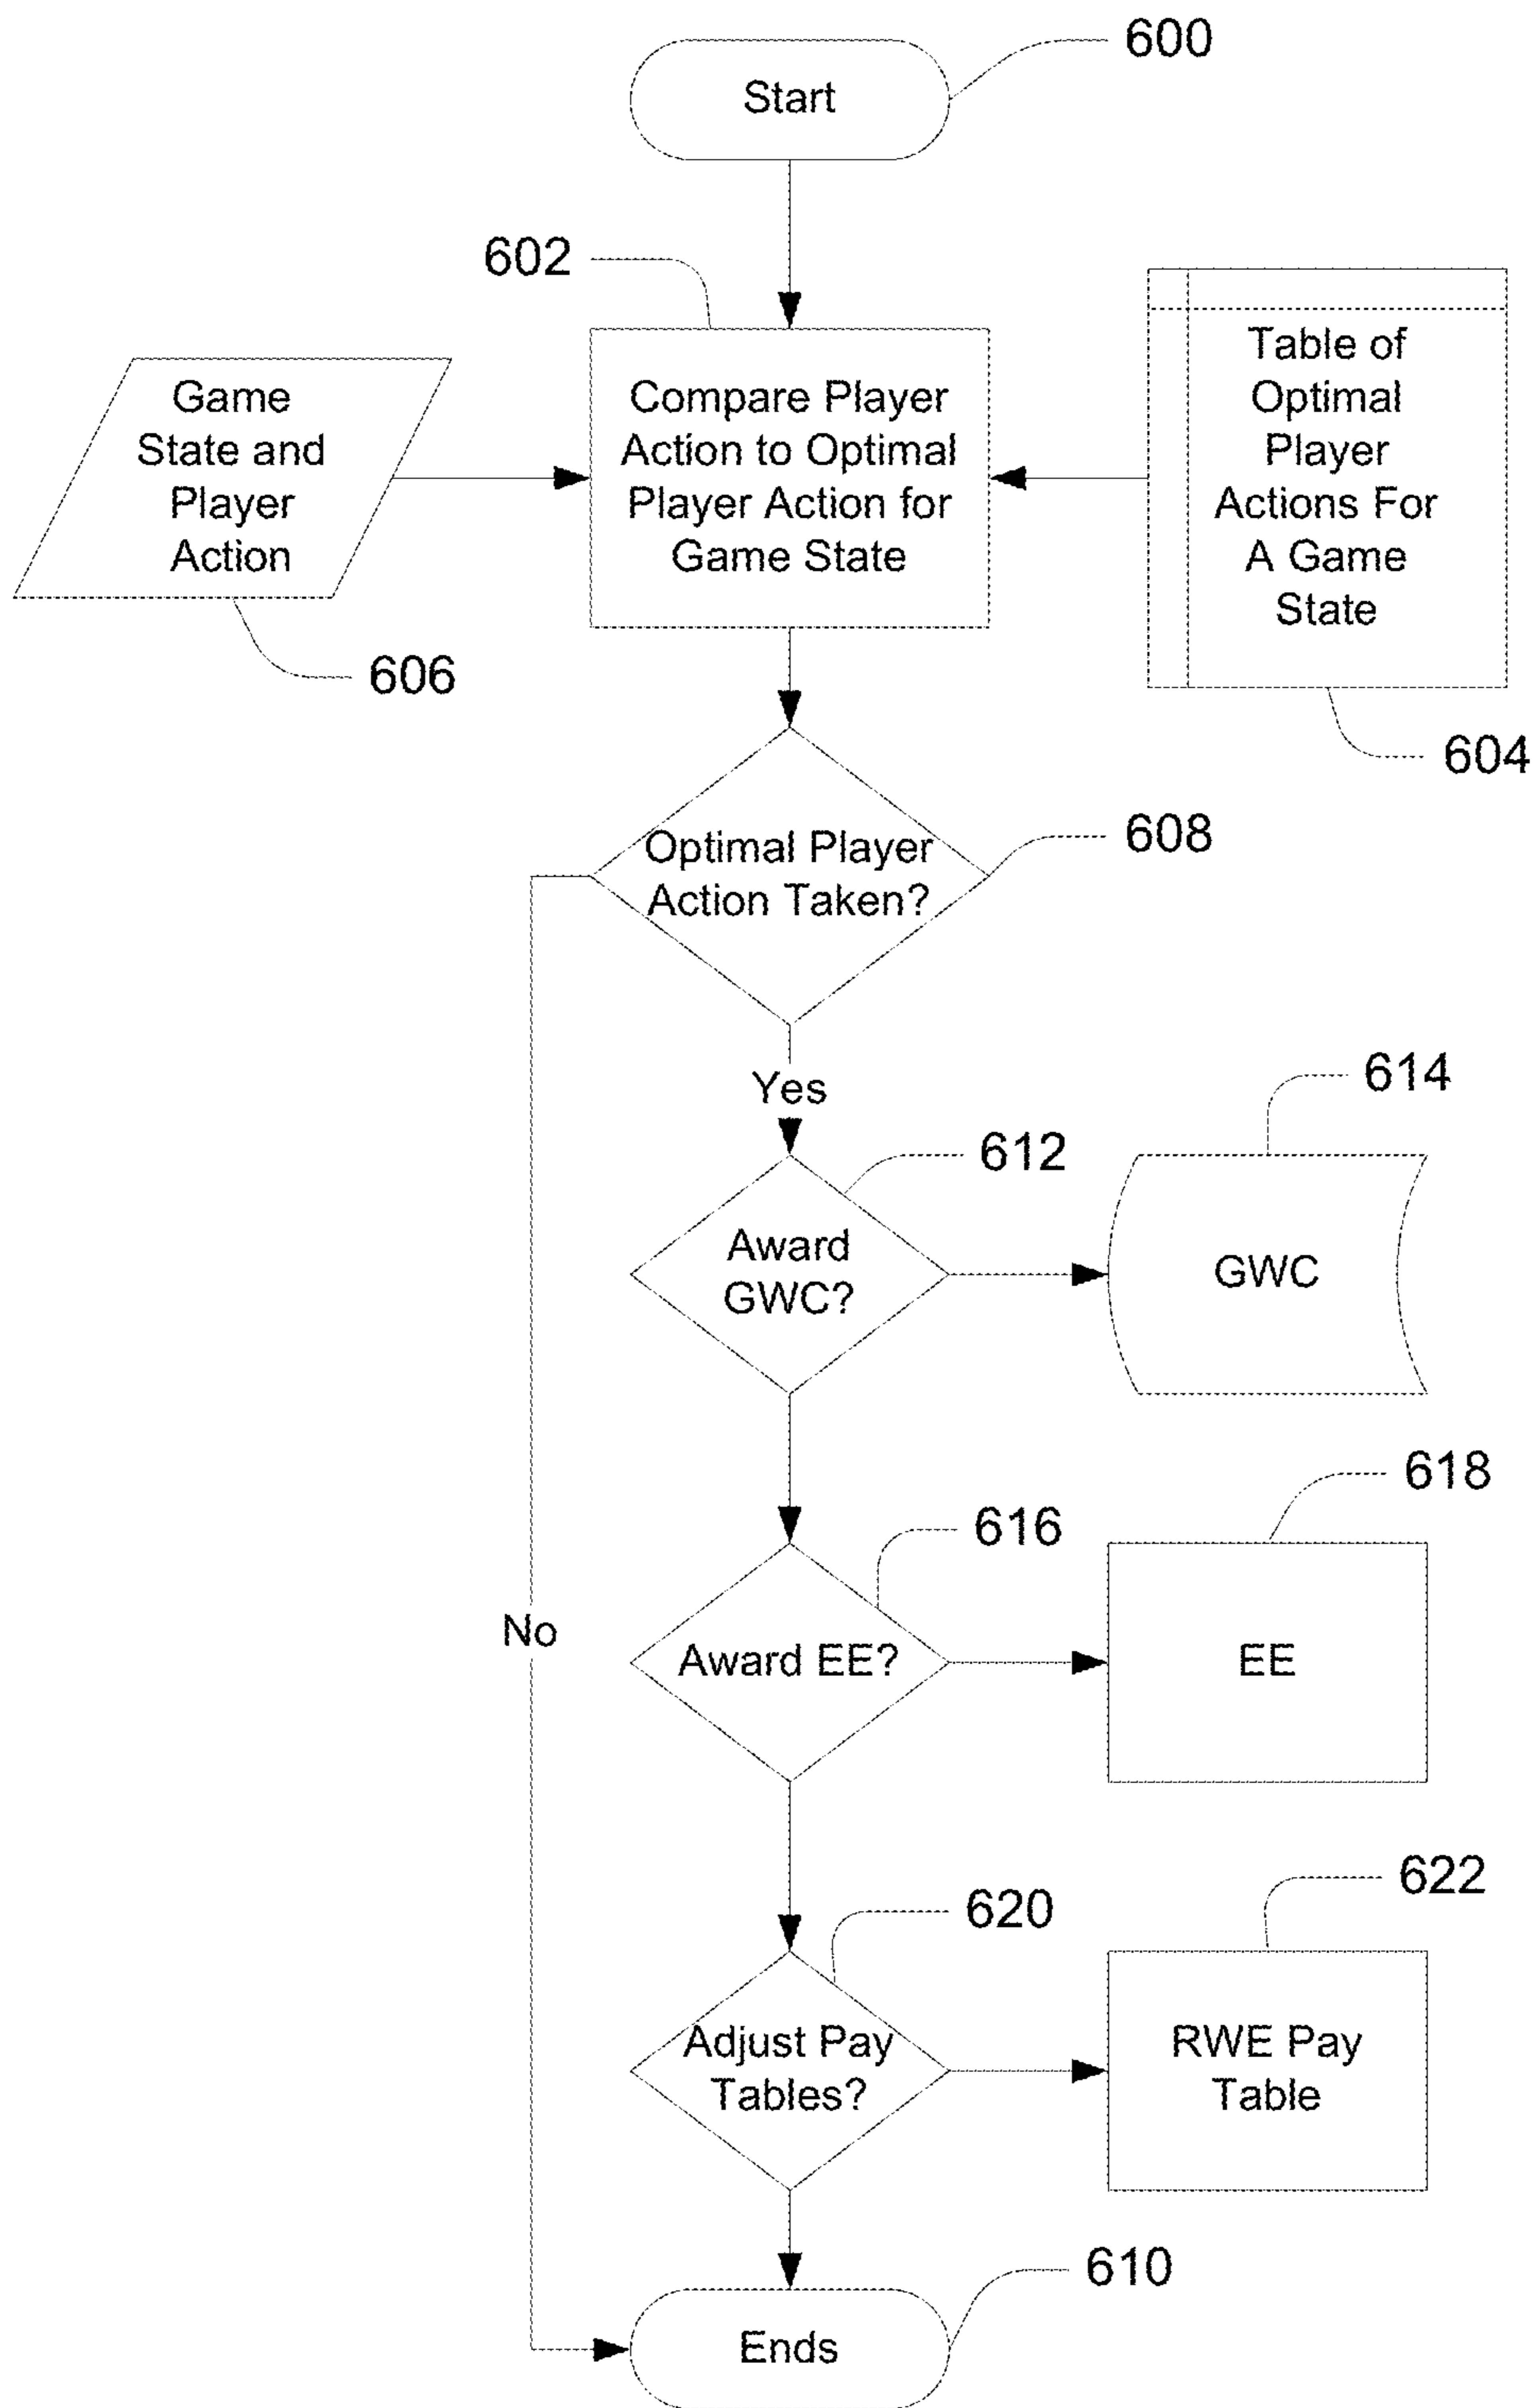 600
Start
602
Game
State and
Player
Action
Compare Player
Action to Optimal
Player Action for
Game State
Table of
Optimal
Player
Actions For
A Game
State
606
604
Optimal Player
Action Taken?
608
Yes
614
612
Award
GWC?
GWC
618
616
No
Award EE?
EE
622
620
Adjust Pay
Tables?
RWE Pay
Table
610
Ends